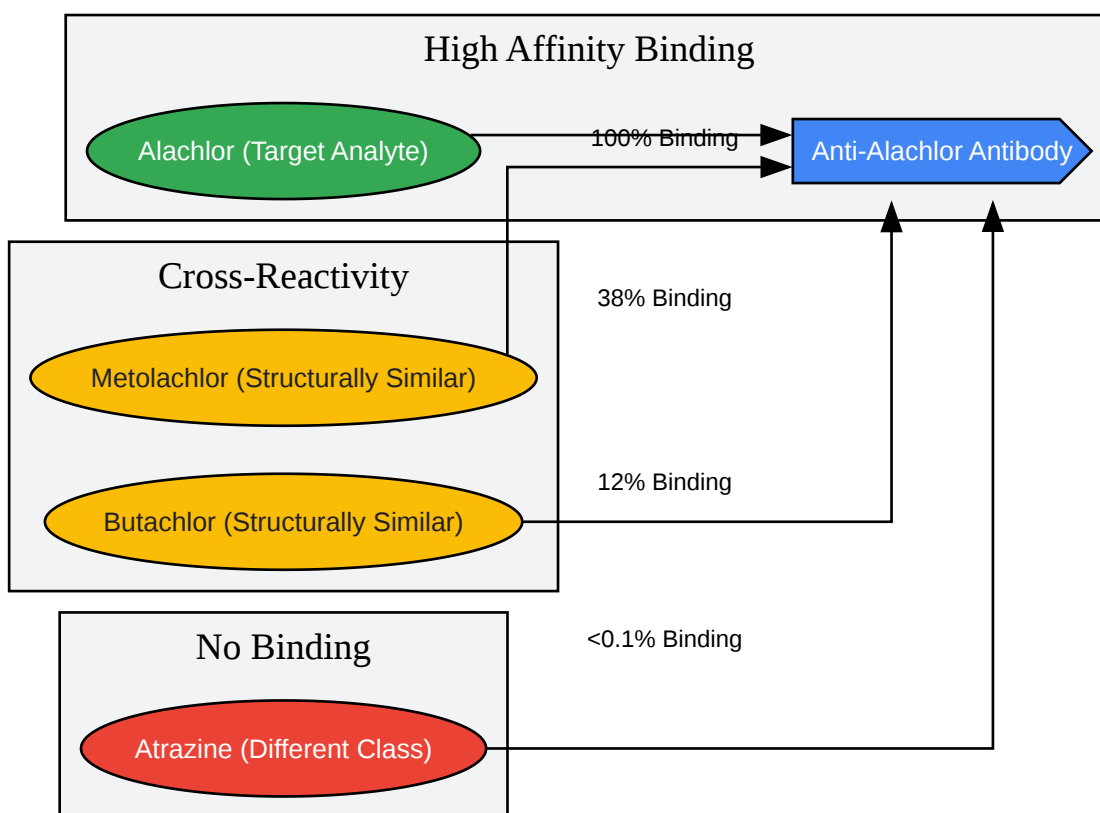 High Affinity Binding
Alachlor (Target Analyte)
100% Binding
Anti-Alachlor Antibody
Cross-Reactivity
38% Binding
Metolachlor (Structurally Similar)
12% Binding
Butachlor (Structurally Similar)
<0.1% Binding
No Binding
Atrazine (Different Class)